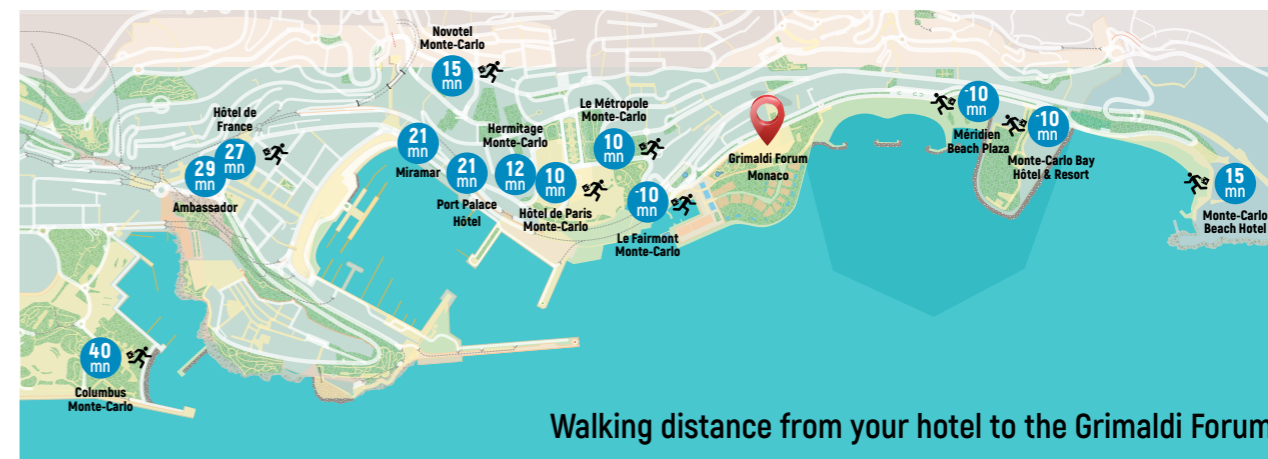 Novotel
Monte-Carlo
15
mn
Hôtel de
France
27
mn
29
mn
Ambassador
21
mn
Miramar
21
mn
Port Palace
Hôtel
Hermitage
Monte-Carlo
12
mn
10
mn
Hôtel de Paris
Monte-Carlo
Le Métropole
Monte-Carlo
10
mn
-10
mn
Le Fairmont
Monte-Carlo
Grimaldi Forum
Monaco
-10
mn
Méridien
Beach Plaza
-10
mn
Monte-Carlo Bay
Hôtel & Resort
15
mn
Monte-Carlo
Beach Hotel
40
mn
Columbus
Monte-Carlo
Walking distance from your hotel to the Grimaldi Forum